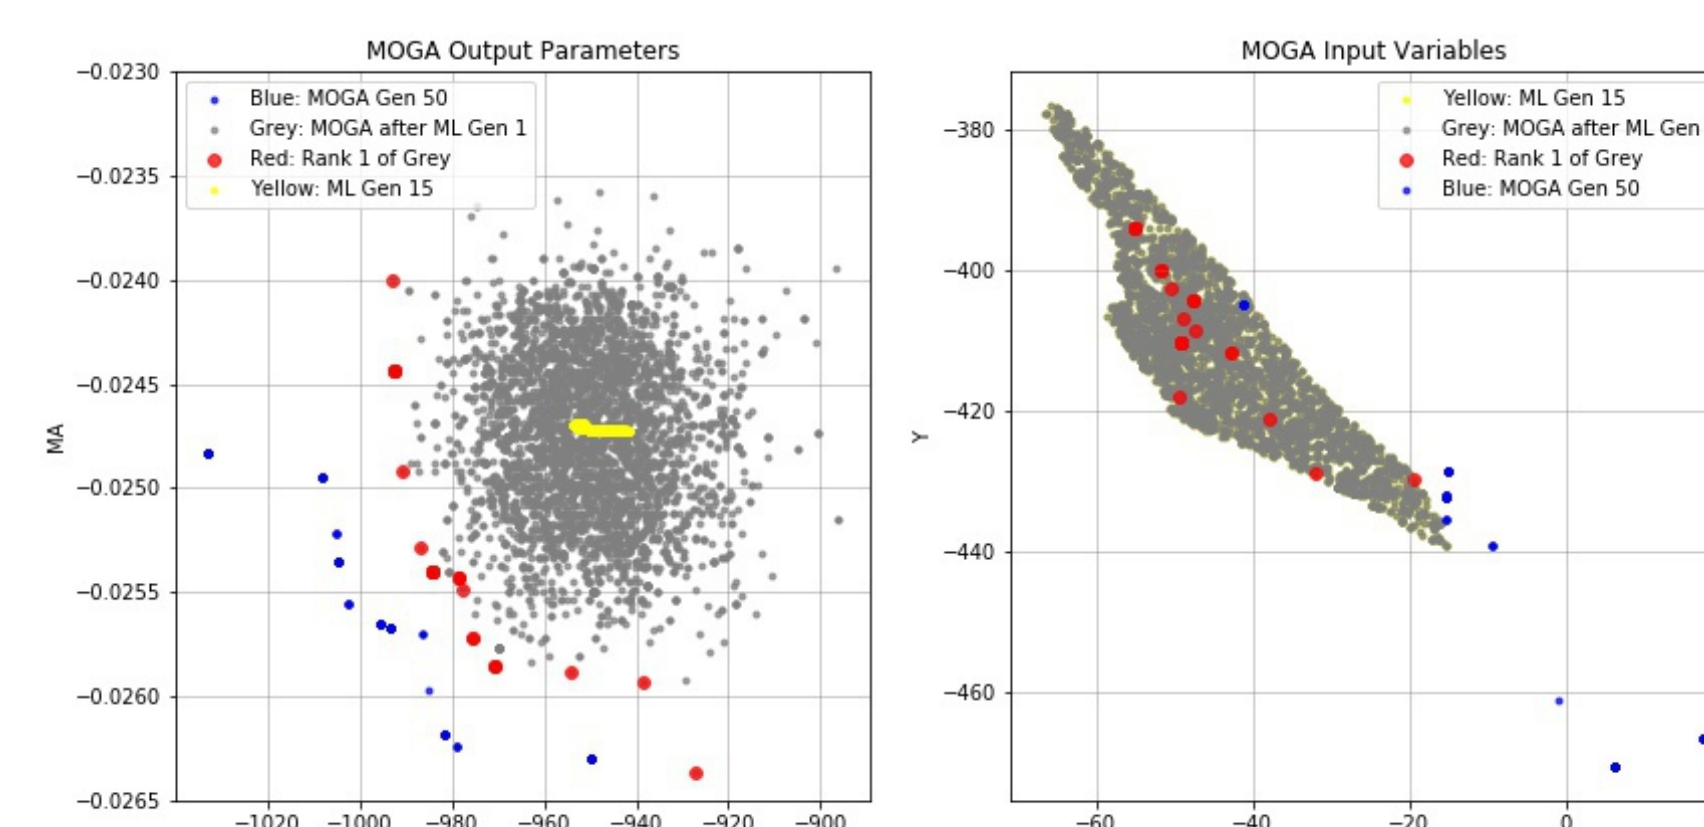 MOGA Output Parameters
−0.0230
−0.0235
−0.0240
−0.0245
−0.0250
−0.0255
−0.0260
−0.0265
MA
Blue: MOGA Gen 50
Grey: MOGA after ML Gen 1
Red: Rank 1 of Grey
Yellow: ML Gen 15
−1020 −1000 −980 −960 −940 −920 −900
MOGA Input Variables
−380
−400
−420
−440
−460
Y
Yellow: ML Gen 15
Grey: MOGA after ML Gen
Red: Rank 1 of Grey
Blue: MOGA Gen 50
−60 −40 −20 0